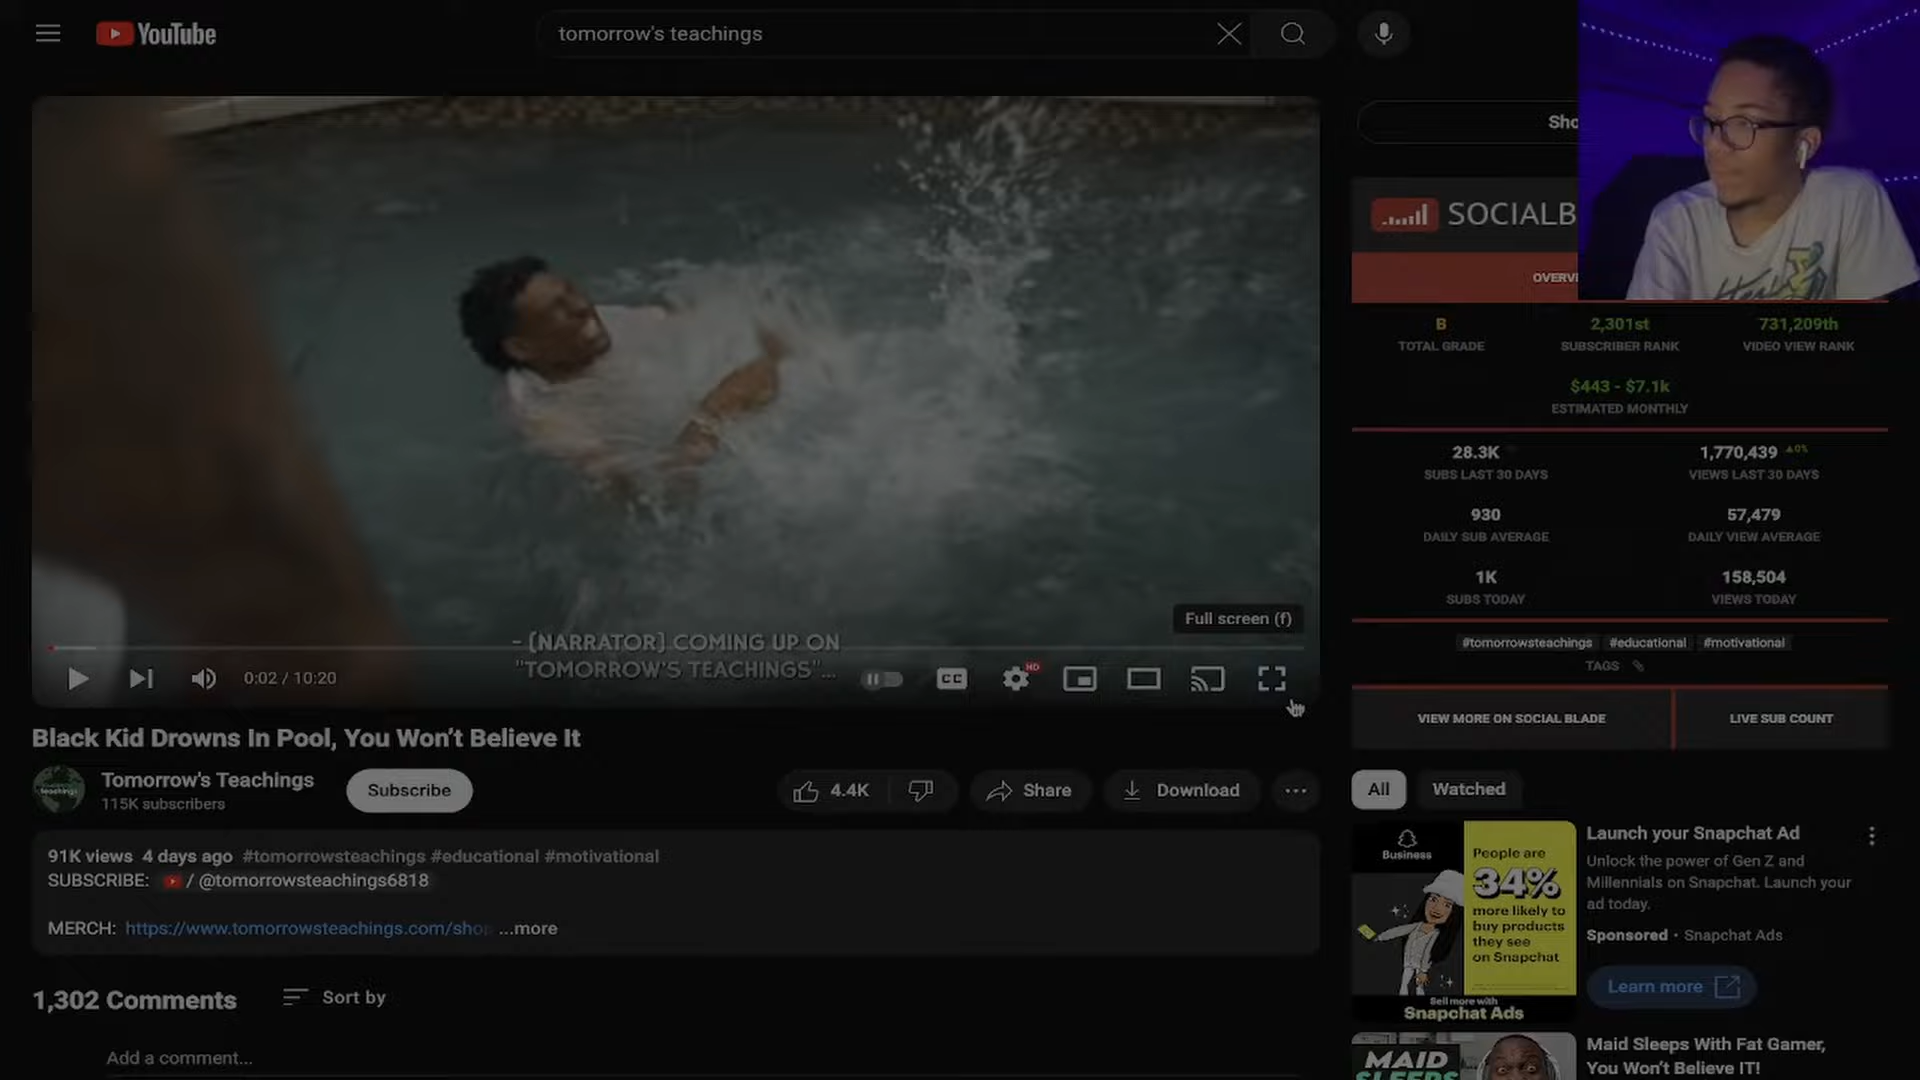 YouTube
tomorrow's teachings
Sho
SOCIALB
OVERVI
B
TOTAL GRADE
2,301st
SUBSCRIBER RANK
731,209th
VIDEO VIEW RANK
$443 - $7.1k
ESTIMATED MONTHLY
28.3K
SUBS LAST 30 DAYS
1,770,439 ▲0%
VIEWS LAST 30 DAYS
930
DAILY SUB AVERAGE
57,479
DAILY VIEW AVERAGE
1K
SUBS TODAY
158,504
VIEWS TODAY
#tomorrowsteachings #educational #motivational
TAGS
VIEW MORE ON SOCIAL BLADE
LIVE SUB COUNT
Full screen (f)
- [NARRATOR] COMING UP ON
"TOMORROW'S TEACHINGS"...
0:02 / 10:20
CC
HD
Black Kid Drowns In Pool, You Won't Believe It
Tomorrow's Teachings
115K subscribers
Subscribe
4.4K
Share
Download
91K views 4 days ago #tomorrowsteachings #educational #motivational
SUBSCRIBE: / @tomorrowsteachings6818
MERCH: https://www.tomorrowsteachings.com/shop ...more
1,302 Comments
Sort by
Add a comment...
All
Watched
Business
People are
34%
more likely to
buy products
they see
on Snapchat
Sell more with
Snapchat Ads
Launch your Snapchat Ad
Unlock the power of Gen Z and
Millennials on Snapchat. Launch your
ad today.
Sponsored · Snapchat Ads
Learn more
MAID
SLEEPS
Maid Sleeps With Fat Gamer,
You Won't Believe IT!